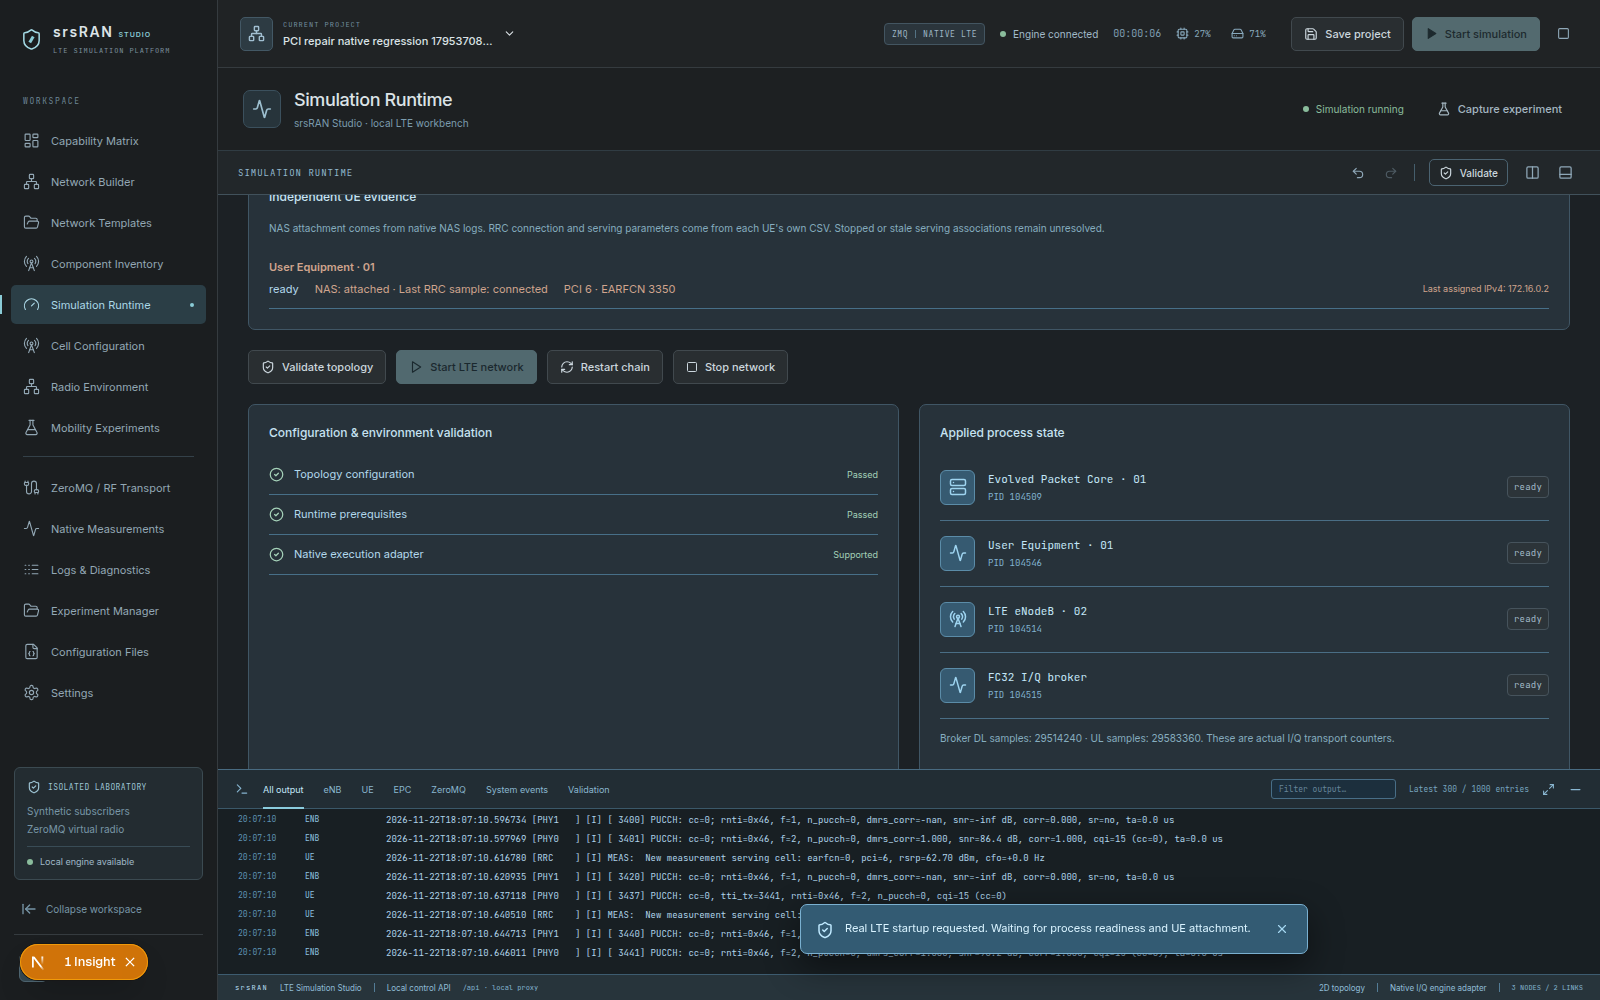 srsRAN STUDIO
LTE SIMULATION PLATFORM
WORKSPACE
Capability Matrix
Network Builder
Network Templates
Component Inventory
Simulation Runtime
Cell Configuration
Radio Environment
Mobility Experiments
ZeroMQ / RF Transport
Native Measurements
Logs & Diagnostics
Experiment Manager
Configuration Files
Settings
ISOLATED LABORATORY
Synthetic subscribers
ZeroMQ virtual radio
Local engine available
Collapse workspace
1 Insight
CURRENT PROJECT
PCI repair native regression 17953708...
ZMQ | NATIVE LTE
Engine connected
00:00:06
27%
71%
Save project
Start simulation
Simulation Runtime
srsRAN Studio · local LTE workbench
Simulation running
Capture experiment
SIMULATION RUNTIME
Validate
Independent UE evidence
NAS attachment comes from native NAS logs. RRC connection and serving parameters come from each UE's own CSV. Stopped or stale serving associations remain unresolved.
User Equipment · 01
ready NAS: attached · Last RRC sample: connected PCI 6 · EARFCN 3350 Last assigned IPv4: 172.16.0.2
Validate topology
Start LTE network
Restart chain
Stop network
Configuration & environment validation
Topology configuration Passed
Runtime prerequisites Passed
Native execution adapter Supported
Applied process state
Evolved Packet Core · 01
PID 104509
ready
User Equipment · 01
PID 104546
ready
LTE eNodeB · 02
PID 104514
ready
FC32 I/Q broker
PID 104515
ready
Broker DL samples: 29514240 · UL samples: 29583360. These are actual I/Q transport counters.
All output eNB UE EPC ZeroMQ System events Validation
Filter output…
Latest 300 / 1000 entries
20:07:10 ENB 2026-11-22T18:07:10.596734 [PHY1 ] [I] [ 3400] PUCCH: cc=0; rnti=0x46, f=1, n_pucch=0, dmrs_corr=-nan, snr=-inf dB, corr=0.000, sr=no, ta=0.0 us
20:07:10 ENB 2026-11-22T18:07:10.597969 [PHY0 ] [I] [ 3401] PUCCH: cc=0; rnti=0x46, f=2, n_pucch=0, dmrs_corr=1.000, snr=86.4 dB, corr=1.000, cqi=15 (cc=0), ta=0.0 us
20:07:10 UE 2026-11-22T18:07:10.616780 [RRC ] [I] MEAS: New measurement serving cell: earfcn=0, pci=6, rsrp=62.70 dBm, cfo=+0.0 Hz
20:07:10 ENB 2026-11-22T18:07:10.620935 [PHY1 ] [I] [ 3420] PUCCH: cc=0; rnti=0x46, f=1, n_pucch=0, dmrs_corr=-nan, snr=-inf dB, corr=0.000, sr=no, ta=0.0 us
20:07:10 UE 2026-11-22T18:07:10.637118 [PHY0 ] [I] [ 3437] PUCCH: cc=0, tti_tx=3441, rnti=0x46, f=2, n_pucch=0, cqi=15 (cc=0)
20:07:10 UE 2026-11-22T18:07:10.640510 [RRC ] [I] MEAS: New measurement serving cell:
20:07:10 ENB 2026-11-22T18:07:10.644713 [PHY1 ] [I] [ 3440] PUCCH: cc=0; rnti=0x46, f=1,
20:07:10 ENB 2026-11-22T18:07:10.646011 [PHY0 ] [I] [ 3441] PUCCH: cc=0; rnti=0x46, f=2,
Real LTE startup requested. Waiting for process readiness and UE attachment.
srsRAN LTE Simulation Studio Local control API /api · local proxy
2D topology Native I/Q engine adapter 3 NODES / 2 LINKS